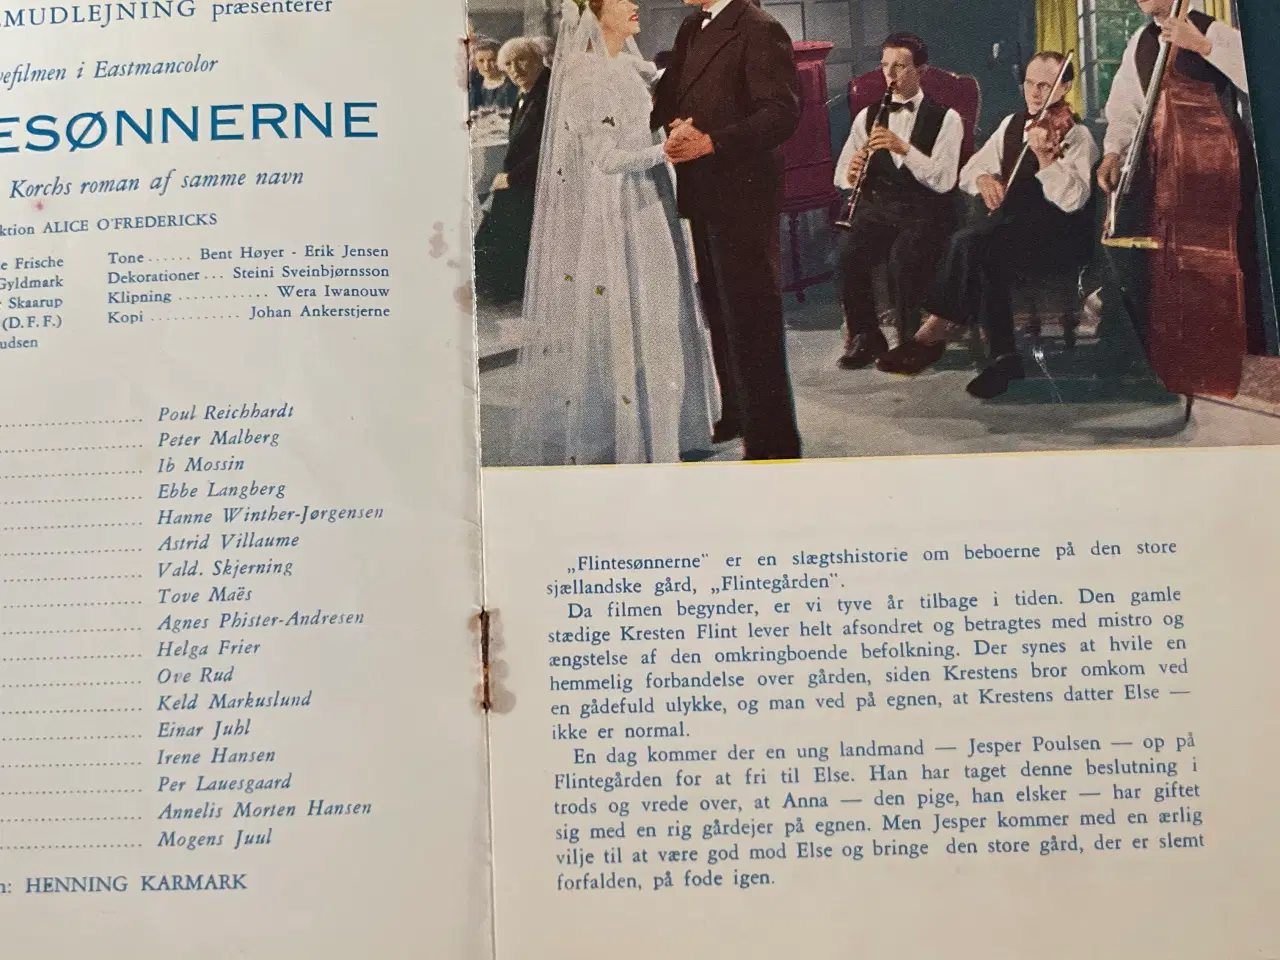 MUDLEJNING præsenterer
efilmen i Eastmancolor
ESØNNERNE
Korchs roman af samme navn
ktion ALICE O'FREDERICKS
e Frische
Gyldmark
Skaarup
(D.F.F.)
udsen
Tone ...... Bent Høyer - Erik Jensen
Dekorationer ... Steini Sveinbjørnsson
Klipning ............ Wera Iwanouw
Kopi ............ Johan Ankerstjerne
Poul Reichhardt
Peter Malberg
Ib Mossin
Ebbe Langberg
Hanne Winther-Jørgensen
Astrid Villaume
Vald. Skjerning
Tove Maës
Agnes Phister-Andresen
Helga Frier
Ove Rud
Keld Markuslund
Einar Juhl
Irene Hansen
Per Lauesgaard
Annelis Morten Hansen
Mogens Juul
n: HENNING KARMARK
„Flintesønnerne" er en slægtshistorie om beboerne på den store
sjællandske gård, „Flintegården".
Da filmen begynder, er vi tyve år tilbage i tiden. Den gamle
stædige Kresten Flint lever helt afsondret og betragtes med mistro og
ængstelse af den omkringboende befolkning. Der synes at hvile en
hemmelig forbandelse over gården, siden Krestens bror omkom ved
en gådefuld ulykke, og man ved på egnen, at Krestens datter Else —
ikke er normal.
En dag kommer der en ung landmand — Jesper Poulsen — op på
Flintegården for at fri til Else. Han har taget denne beslutning i
trods og vrede over, at Anna — den pige, han elsker — har giftet
sig med en rig gårdejer på egnen. Men Jesper kommer med en ærlig
vilje til at være god mod Else og bringe den store gård, der er slemt
forfalden, på fode igen.